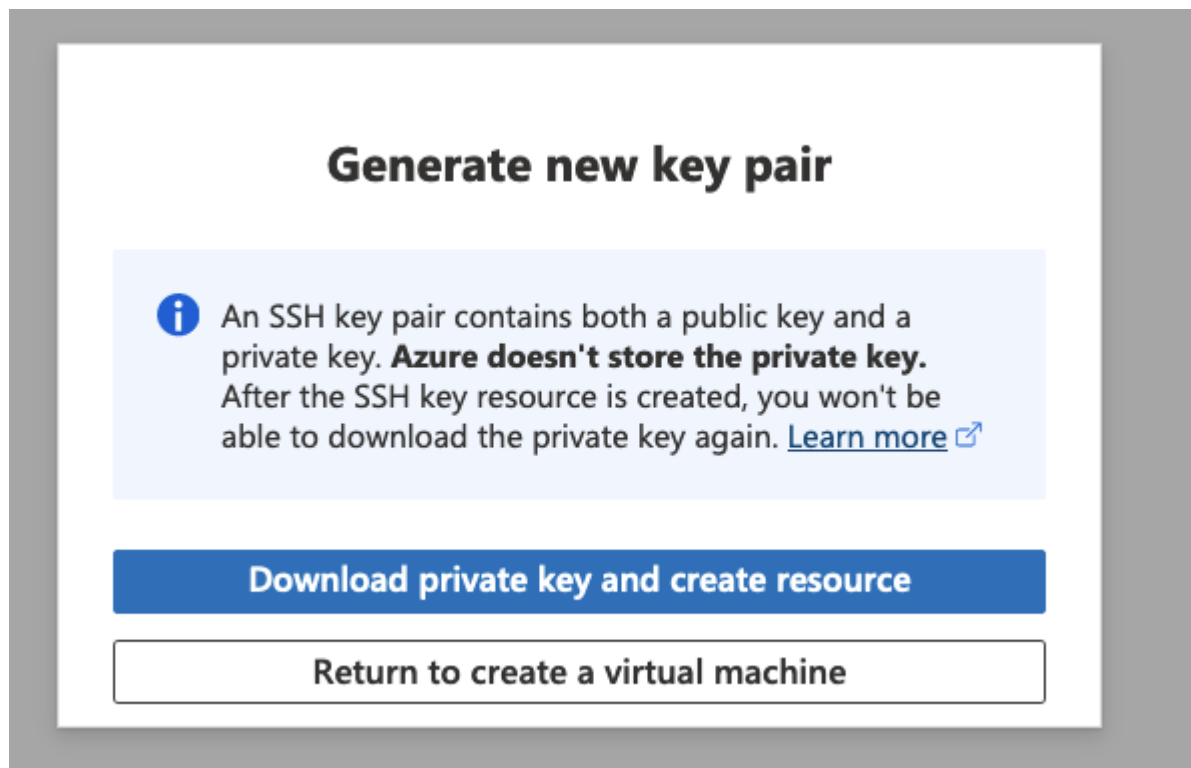 Generate new key pair
An SSH key pair contains both a public key and a
private key. Azure doesn't store the private key.
After the SSH key resource is created, you won't be
able to download the private key again. Learn more
Download private key and create resource
Return to create a virtual machine